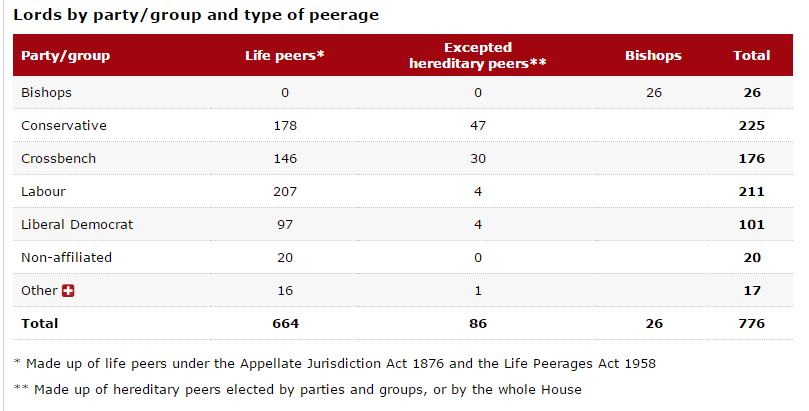 Lords by party/group and type of peerage
Party/group Life peers* Excepted hereditary peers** Bishops Total
Bishops 0 0 26 26
Conservative 178 47 225
Crossbench 146 30 176
Labour 207 4 211
Liberal Democrat 97 4 101
Non-affiliated 20 0 20
Other 16 1 17
Total 664 86 26 776
* Made up of life peers under the Appellate Jurisdiction Act 1876 and the Life Peerages Act 1958
** Made up of hereditary peers elected by parties and groups, or by the whole House